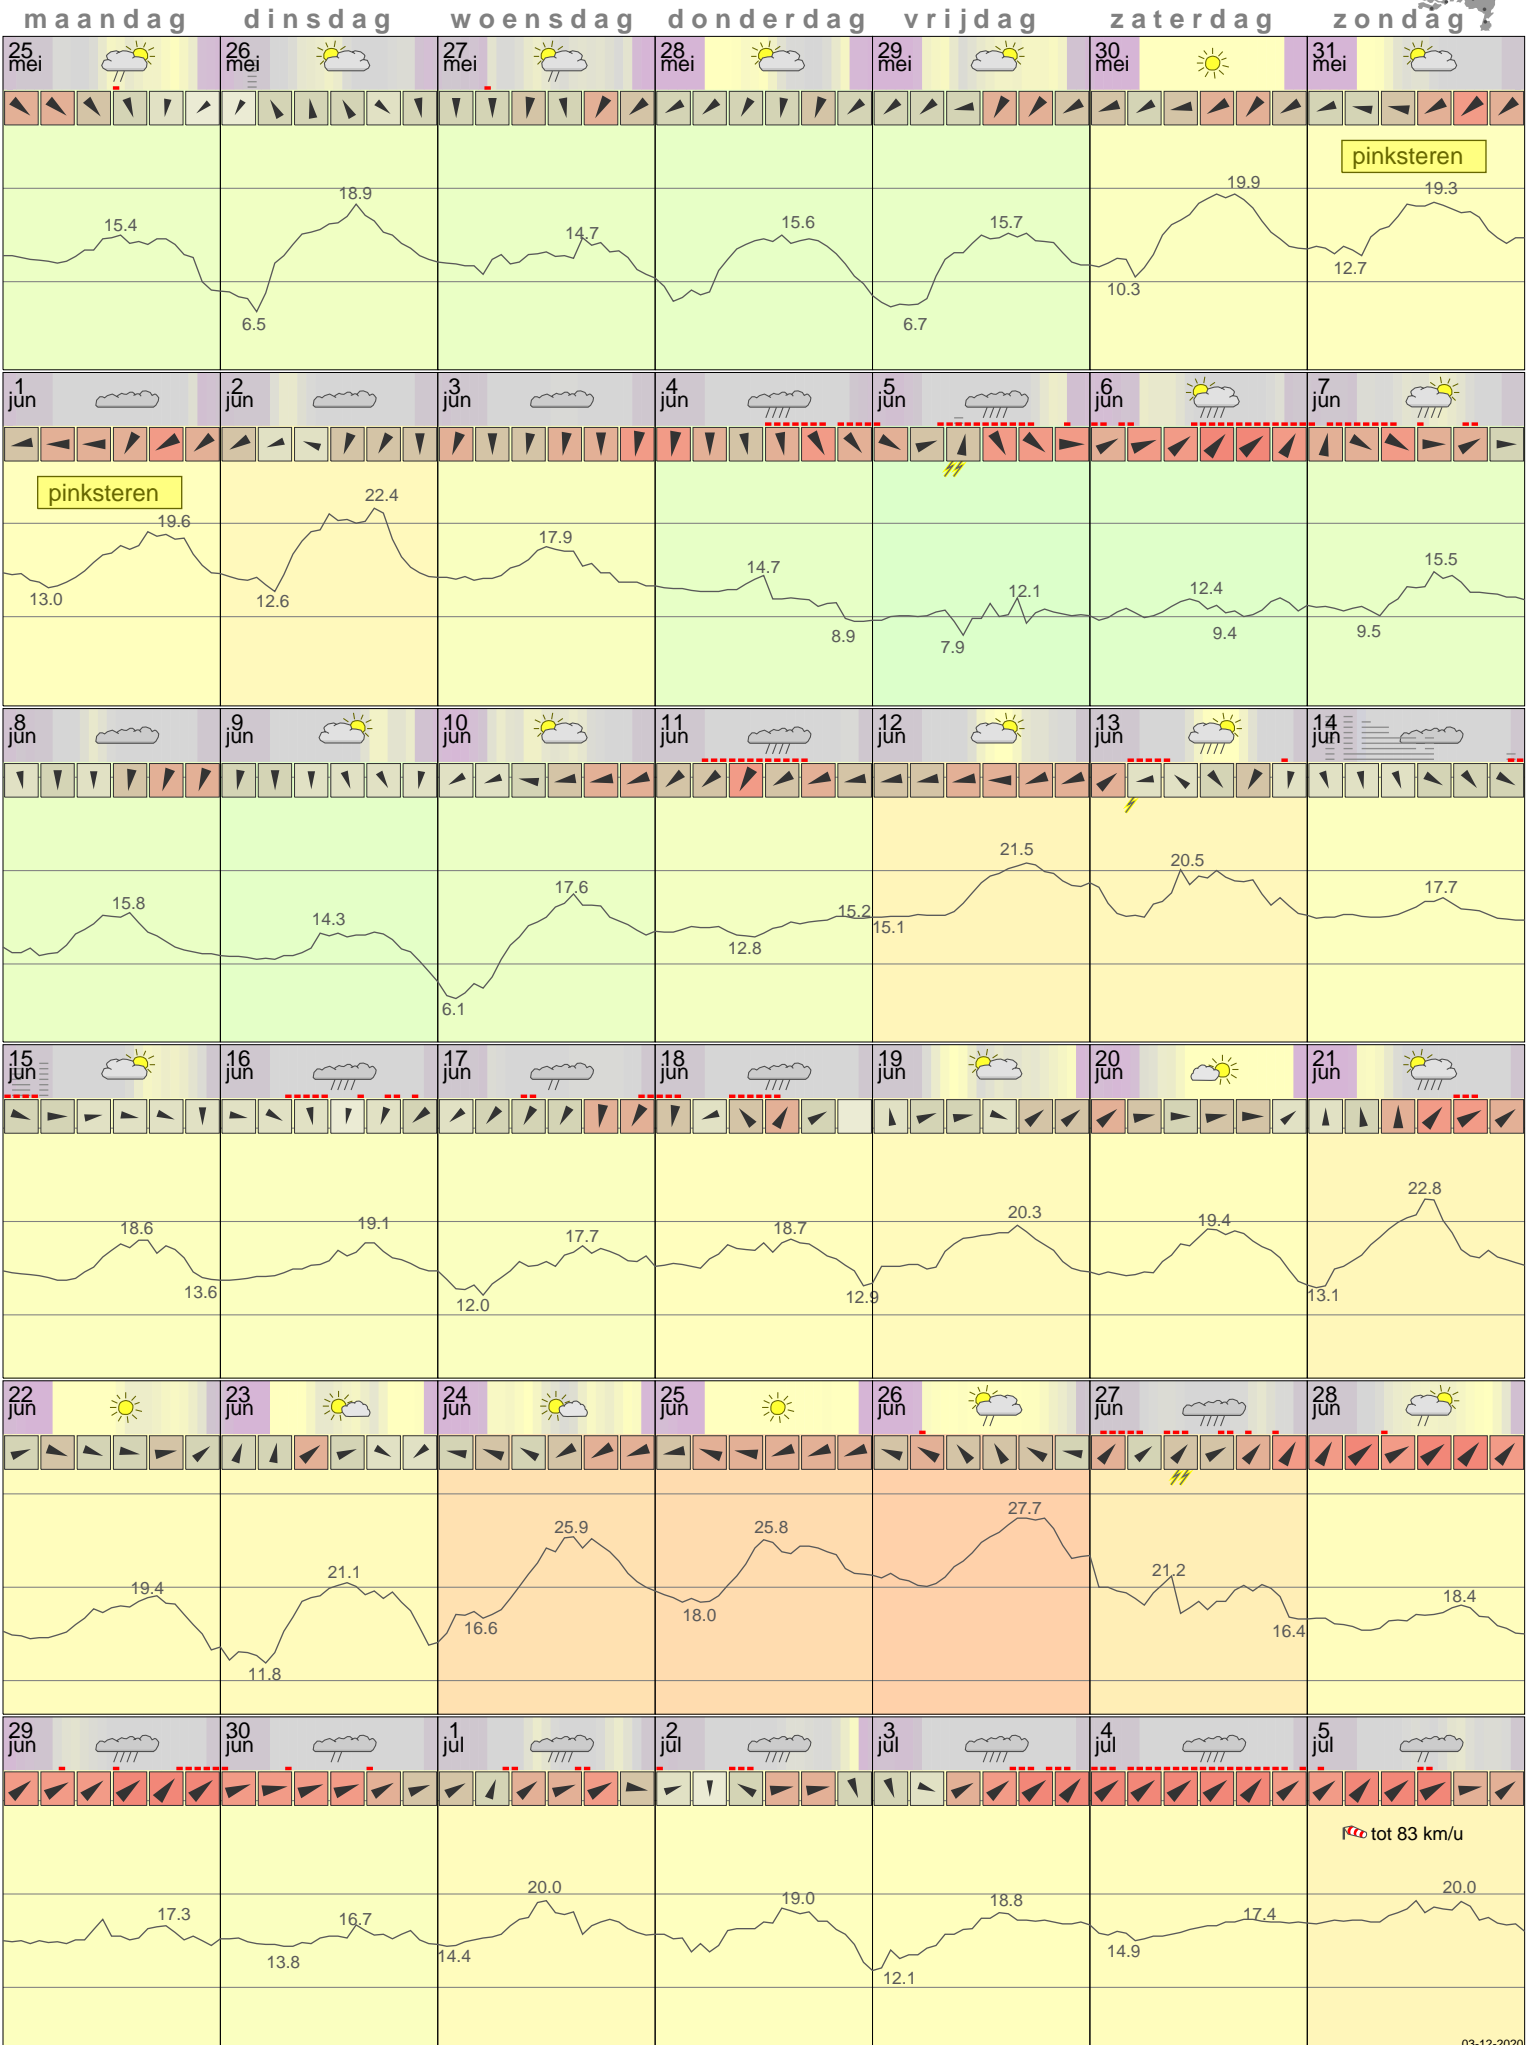 maandag dinsdag woensdag donderdag vrijdag zaterdag zondag
25 26 27 28 29 30 31
mei mei mei mei mei mei mei
pinksteren
15.4 18.9 14.7 15.6 15.7 19.9 19.3
6.5 6.7 10.3 12.7
1 2 3 4 5 6 7
jun jun jun jun jun jun jun
pinksteren
19.6 22.4 17.9 14.7 12.1 12.4 15.5
13.0 12.6 8.9 7.9 9.4 9.5
8 9 10 11 12 13 14
jun jun jun jun jun jun jun
15.8 14.3 17.6 15.2 21.5 20.5 17.7
6.1 12.8 15.1
15 16 17 18 19 20 21
jun jun jun jun jun jun jun
18.6 19.1 17.7 18.7 20.3 19.4 22.8
13.6 12.0 12.9 13.1
22 23 24 25 26 27 28
jun jun jun jun jun jun jun
19.4 21.1 25.9 25.8 27.7 21.2 18.4
11.8 16.6 18.0 16.4
29 30 1 2 3 4 5
jun jun jul jul jul jul jul
tot 83 km/u
17.3 16.7 20.0 19.0 18.8 17.4 20.0
13.8 14.4 12.1 14.9
03-12-2020